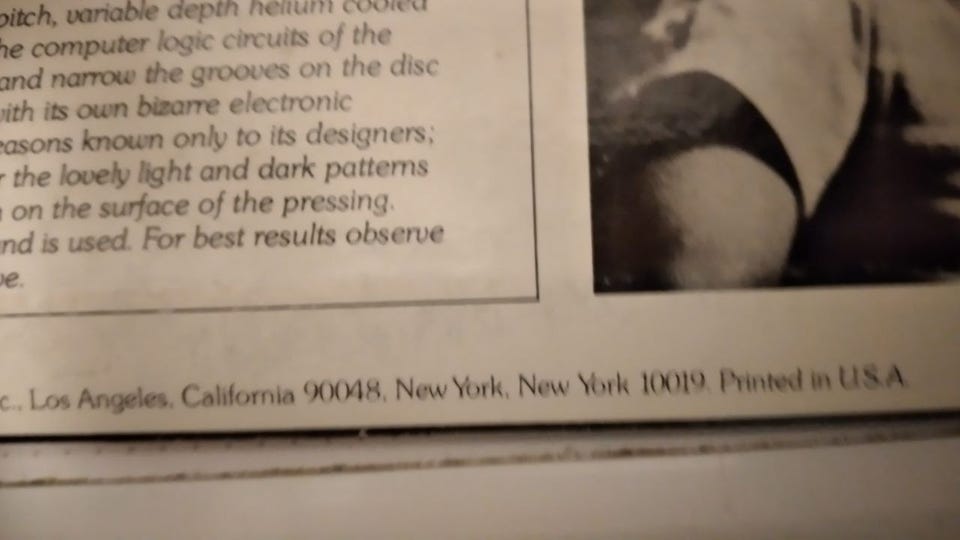 pitch, variable depth helium cooled
he computer logic circuits of the
and narrow the grooves on the disc
with its own bizarre electronic
easons known only to its designers;
r the lovely light and dark patterns
on the surface of the pressing.
nd is used. For best results observe
ve.
c., Los Angeles, California 90048, New York, New York 10019. Printed in U.S.A.